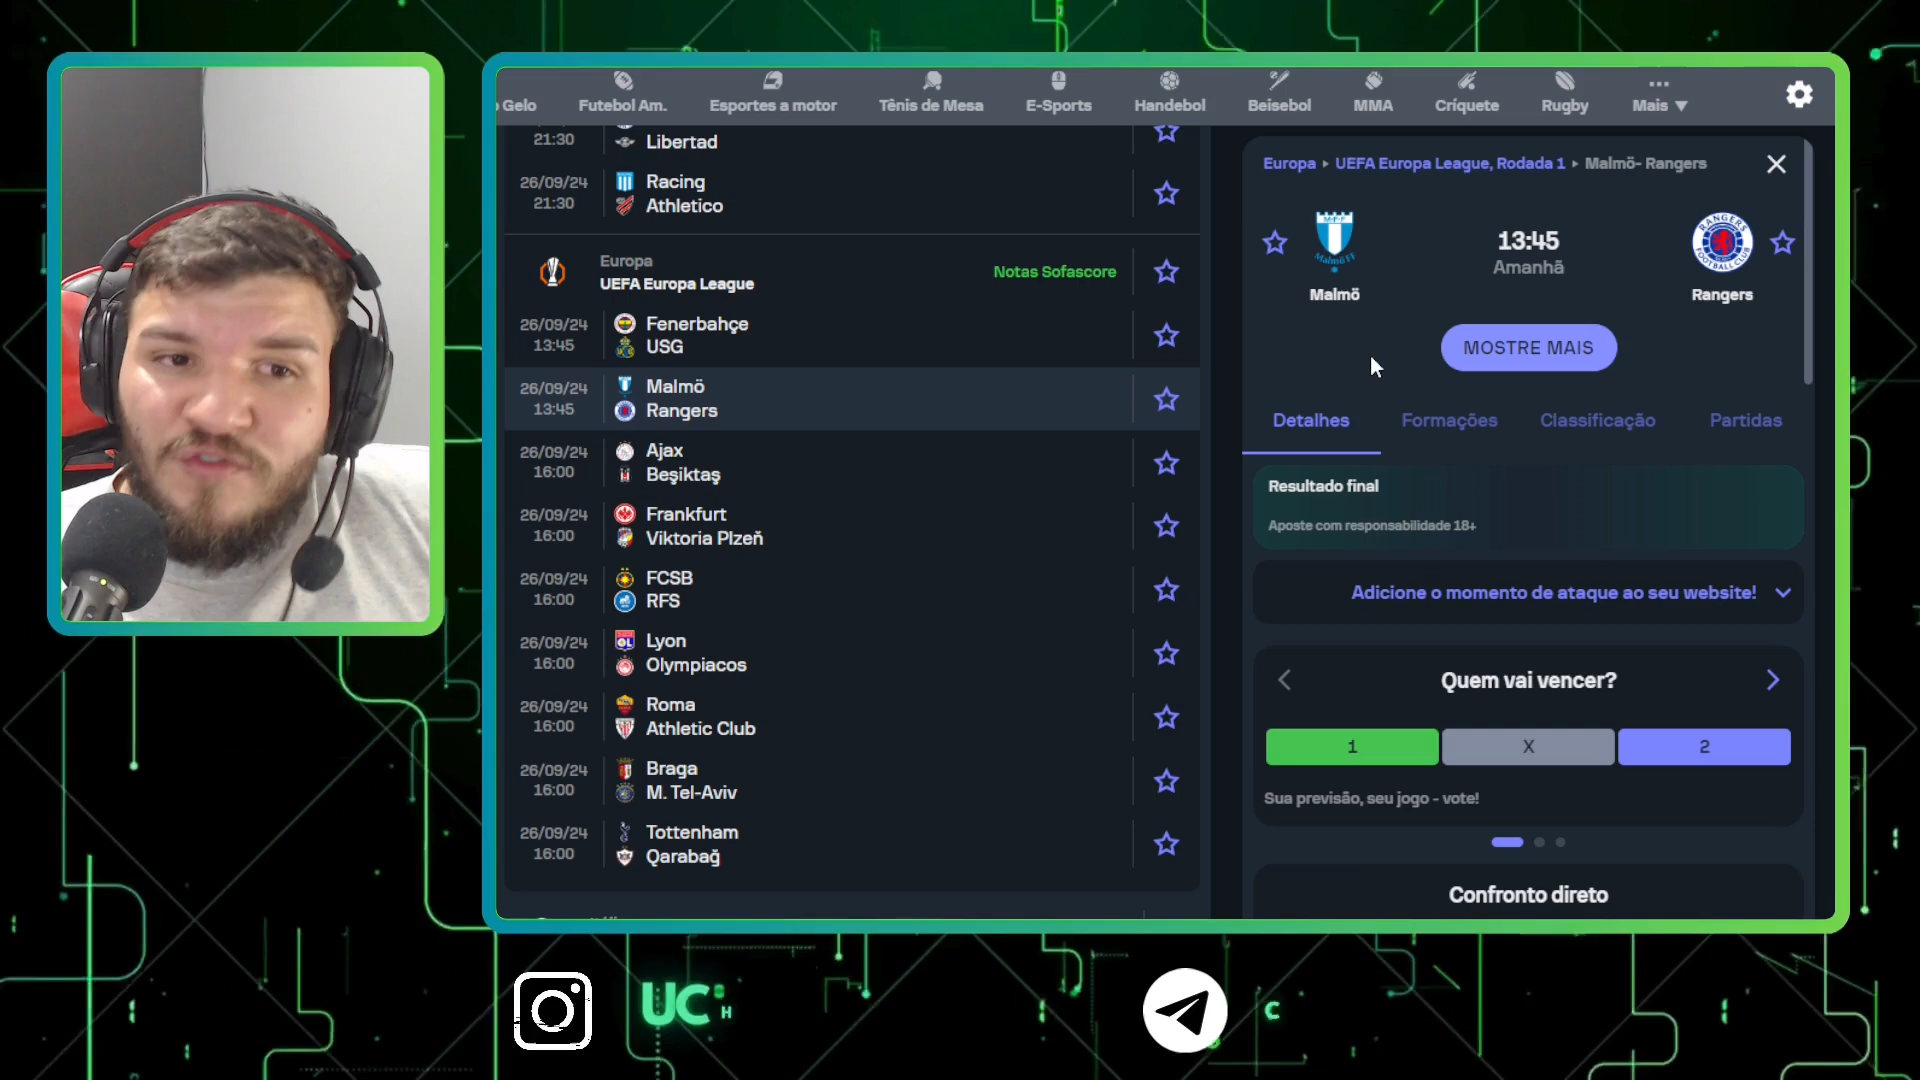 Gelo
Futebol Am.
Esportes a motor
Tênis de Mesa
E-Sports
Handebol
Beisebol
MMA
Críquete
Rugby
Mais ▼
21:30
Libertad
26/09/24
21:30
Racing
Athletico
Europa
UEFA Europa League
Notas Sofascore
26/09/24
13:45
Fenerbahçe
USG
26/09/24
13:45
Malmö
Rangers
26/09/24
16:00
Ajax
Beşiktaş
26/09/24
16:00
Frankfurt
Viktoria Plzeň
26/09/24
16:00
FCSB
RFS
26/09/24
16:00
Lyon
Olympiacos
26/09/24
16:00
Roma
Athletic Club
26/09/24
16:00
Braga
M. Tel-Aviv
26/09/24
16:00
Tottenham
Qarabağ
Europa ▸ UEFA Europa League, Rodada 1 ▸ Malmö- Rangers
Malmö
13:45
Amanhã
Rangers
MOSTRE MAIS
Detalhes
Formações
Classificação
Partidas
Resultado final
Aposte com responsabilidade 18+
Adicione o momento de ataque ao seu website!
Quem vai vencer?
1
X
2
Sua previsão, seu jogo - vote!
Confronto direto
UC
H
C